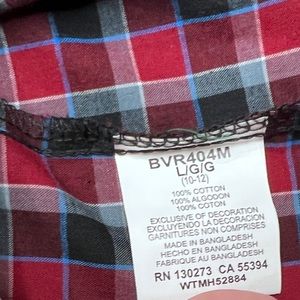 BVR404M
L/G/G
(10-12)
100% COTTON
100% ALGODON
100% COTON
EXCLUSIVE OF DECORATION
EXCLUYENDO LA DECORACION
GARNITURES NON COMPRISES
MADE IN BANGLADESH
HECHO EN BANGLADESH
FABRIQUE AU BANGLADESH
RN 130273 CA 55394
WTMH52884